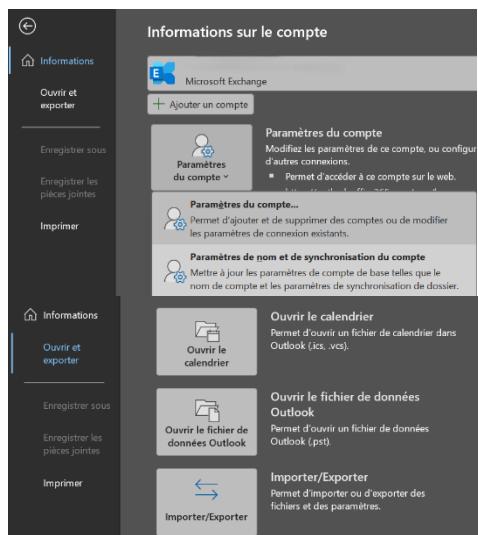 Informations sur le compte
Informations
Microsoft Exchange
Ouvrir et
exporter
+ Ajouter un compte
Enregistrer sous
Enregistrer les
pièces jointes
Imprimer
Paramètres
du compte
Paramètres du compte
Modifiez les paramètres de ce compte, ou configur
d'autres connexions.
▪ Permet d'accéder à ce compte sur le web.
Paramètres du compte...
Permet d'ajouter et de supprimer des comptes ou de modifier
les paramètres de connexion existants.
Paramètres de nom et de synchronisation du compte
Mettre à jour les paramètres de compte de base telles que le
nom de compte et les paramètres de synchronisation de dossier.
Informations
Ouvrir et
exporter
Enregistrer sous
Enregistrer les
pièces jointes
Imprimer
Ouvrir le
calendrier
Ouvrir le calendrier
Permet d'ouvrir un fichier de calendrier dans
Outlook (.ics, .vcs).
Ouvrir le fichier de
données Outlook
Ouvrir le fichier de données
Outlook
Permet d'ouvrir un fichier de données
Outlook (.pst).
Importer/Exporter
Importer/Exporter
Permet d'importer ou d'exporter des
fichiers et des paramètres.